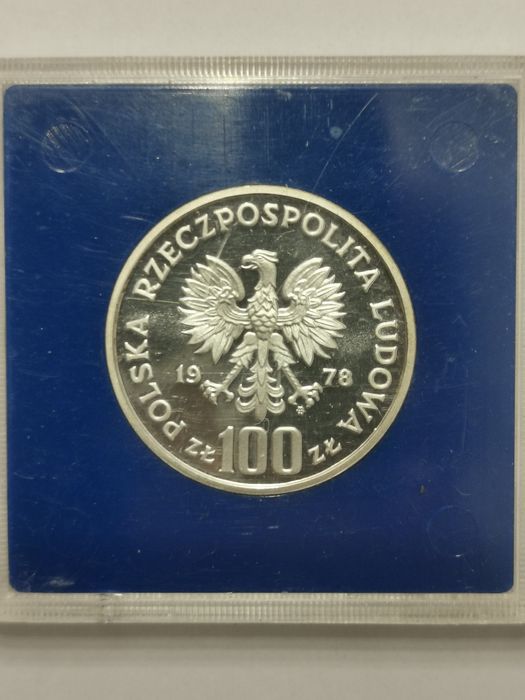 POLSKA RZECZPOSPOLITA LUDOWA
19 78
zł 100 zł